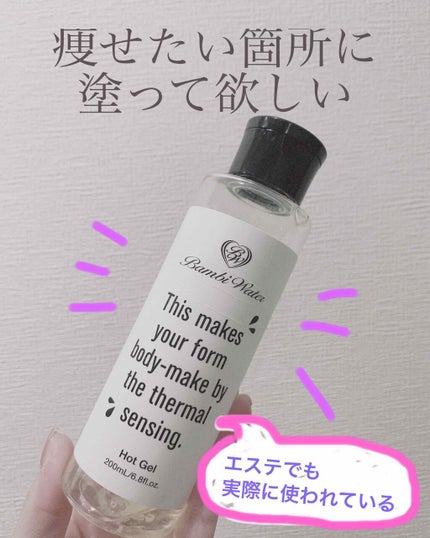 痩せたい箇所に
塗って欲しい
BW
Bambi Water
This makes
your form
body-make by
the thermal
sensing.
Hot Gel
200mL/6.8fl.oz.
エステでも
実際に使われている